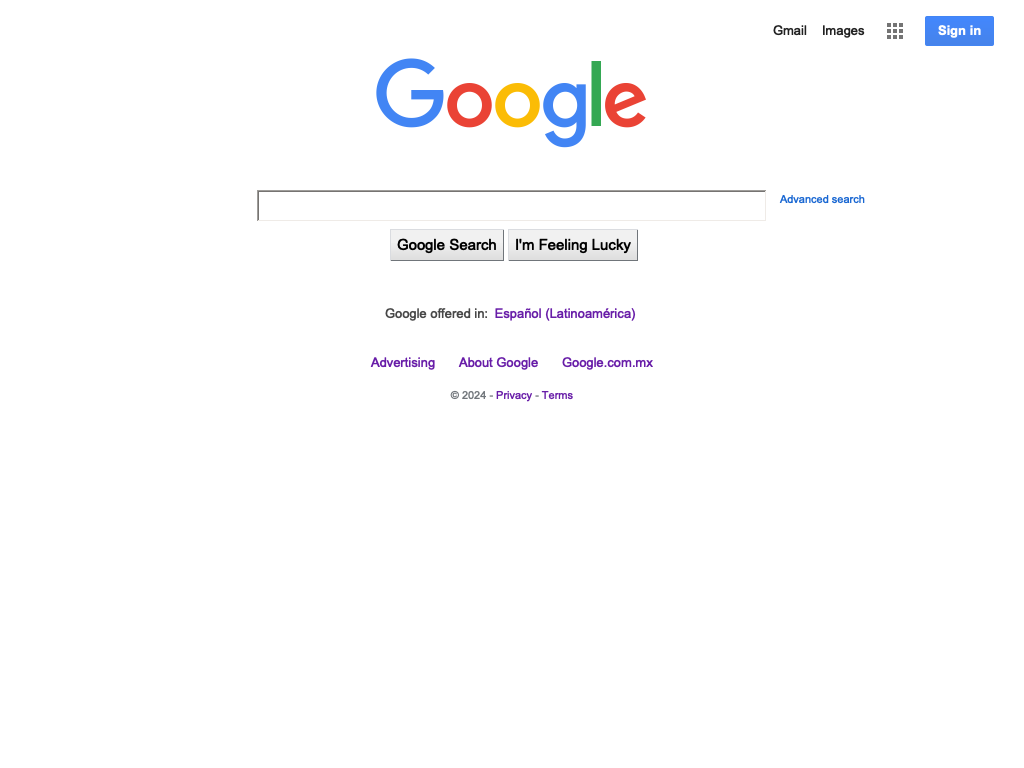 Gmail Images Sign in
Google
Advanced search
Google Search I'm Feeling Lucky
Google offered in: Español (Latinoamérica)
Advertising About Google Google.com.mx
© 2024 - Privacy - Terms